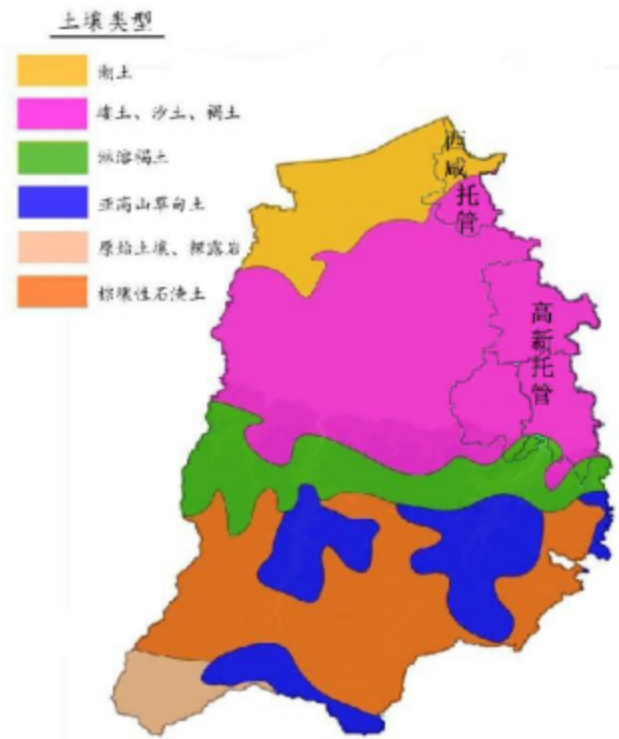 土壤类型
潮土
塿土、沙土、褐土
淋溶褐土
亚高山草甸土
原始土壤、裸露岩
棕壤性石渣土
西咸托管
高新托管